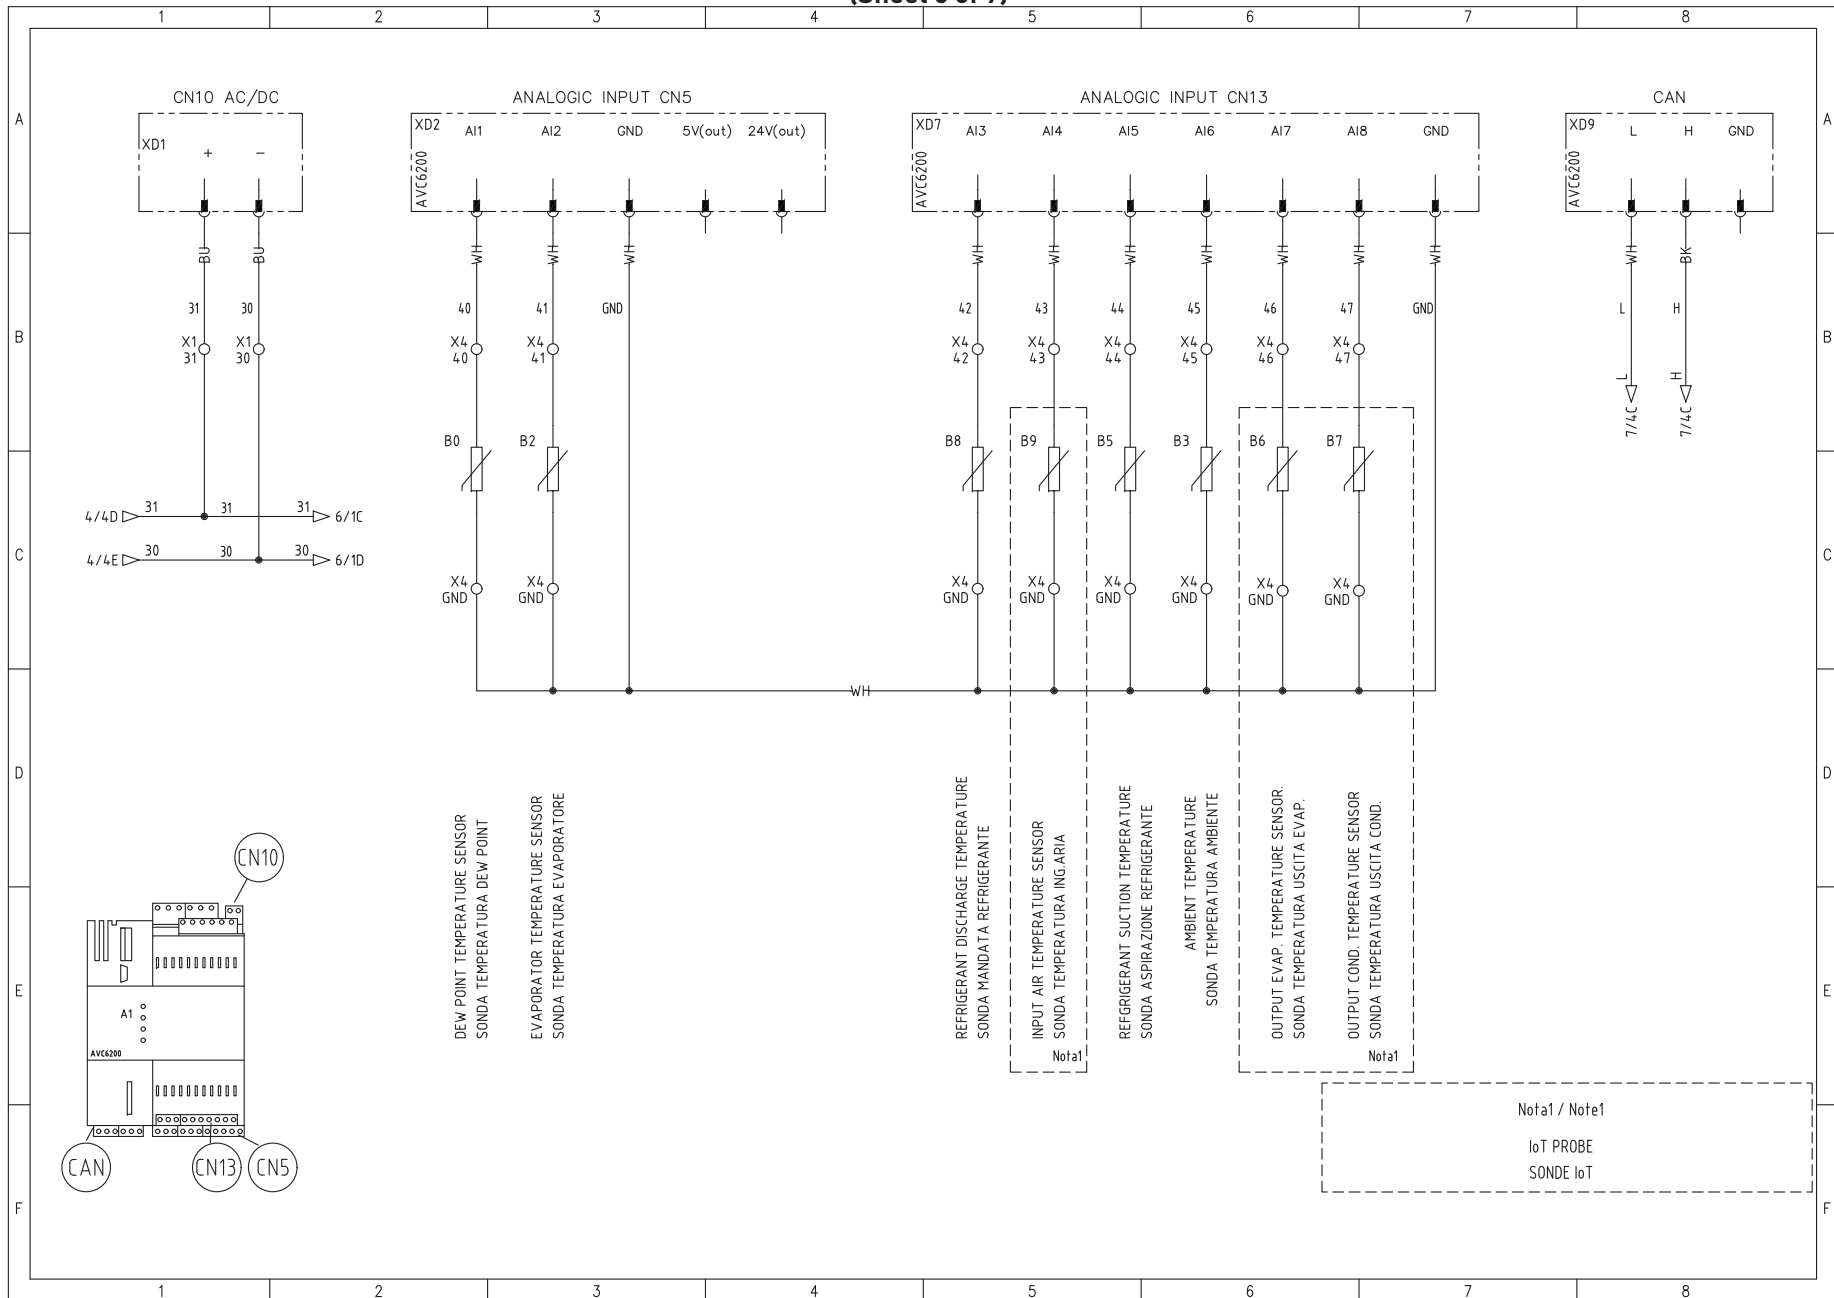 1 2 3 4 5 6 7 8
A A
CN10 AC/DC ANALOGIC INPUT CN5 ANALOGIC INPUT CN13 CAN
XD1 + −
XD2 AI1 AI2 GND 5V(out) 24V(out)
AVC6200
XD7 AI3 AI4 AI5 AI6 AI7 AI8 GND
AVC6200
XD9 L H GND
AVC6200
BU BU WH WH WH WH WH WH WH WH WH WH WH BK
31 30 40 41 GND 42 43 44 45 46 47 GND L H
B B
X1 X1 X4 X4 X4 X4 X4 X4 X4 X4
31 30 40 41 42 43 44 45 46 47
L H
7/4C 7/4C
B0 B2 B8 B9 B5 B3 B6 B7
4/4D 31 31 31 6/1C
4/4E 30 30 30 6/1D
C C
X4 X4 X4 X4 X4 X4 X4 X4
GND GND GND GND GND GND GND GND
WH
D D
DEW POINT TEMPERATURE SENSOR
SONDA TEMPERATURA DEW POINT
EVAPORATOR TEMPERATURE SENSOR
SONDA TEMPERATURA EVAPORATORE
REFRIGERANT DISCHARGE TEMPERATURE
SONDA MANDATA REFRIGERANTE
INPUT AIR TEMPERATURE SENSOR
SONDA TEMPERATURA ING.ARIA
Nota1
REFGRIGERANT SUCTION TEMPERATURE
SONDA ASPIRAZIONE REFRIGERANTE
AMBIENT TEMPERATURE
SONDA TEMPERATURA AMBIENTE
OUTPUT EVAP. TEMPERATURE SENSOR.
SONDA TEMPERATURA USCITA EVAP.
OUTPUT COND. TEMPERATURE SENSOR
SONDA TEMPERATURA USCITA COND.
Nota1
CN10
E E
A1
AVC6200
CAN CN13 CN5
Nota1 / Note1
IoT PROBE
SONDE IoT
F F
1 2 3 4 5 6 7 8